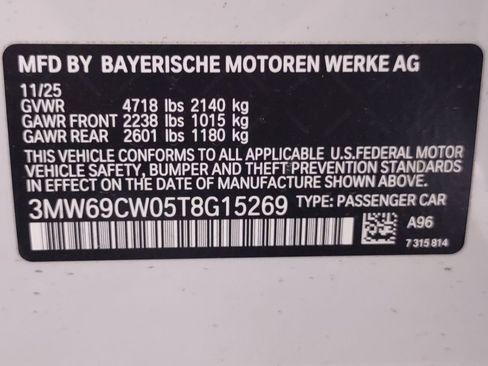 MFD BY BAYERISCHE MOTOREN WERKE AG
11/25
GVWR 4718 lbs 2140 kg
GAWR FRONT 2238 lbs 1015 kg
GAWR REAR 2601 lbs 1180 kg
THIS VEHICLE CONFORMS TO ALL APPLICABLE U.S.FEDERAL MOTOR
VEHICLE SAFETY, BUMPER, AND THEFT PREVENTION STANDARDS
IN EFFECT ON THE DATE OF MANUFACTURE SHOWN ABOVE.
3MW69CW05T8G15269 TYPE: PASSENGER CAR
A96
7 315 814